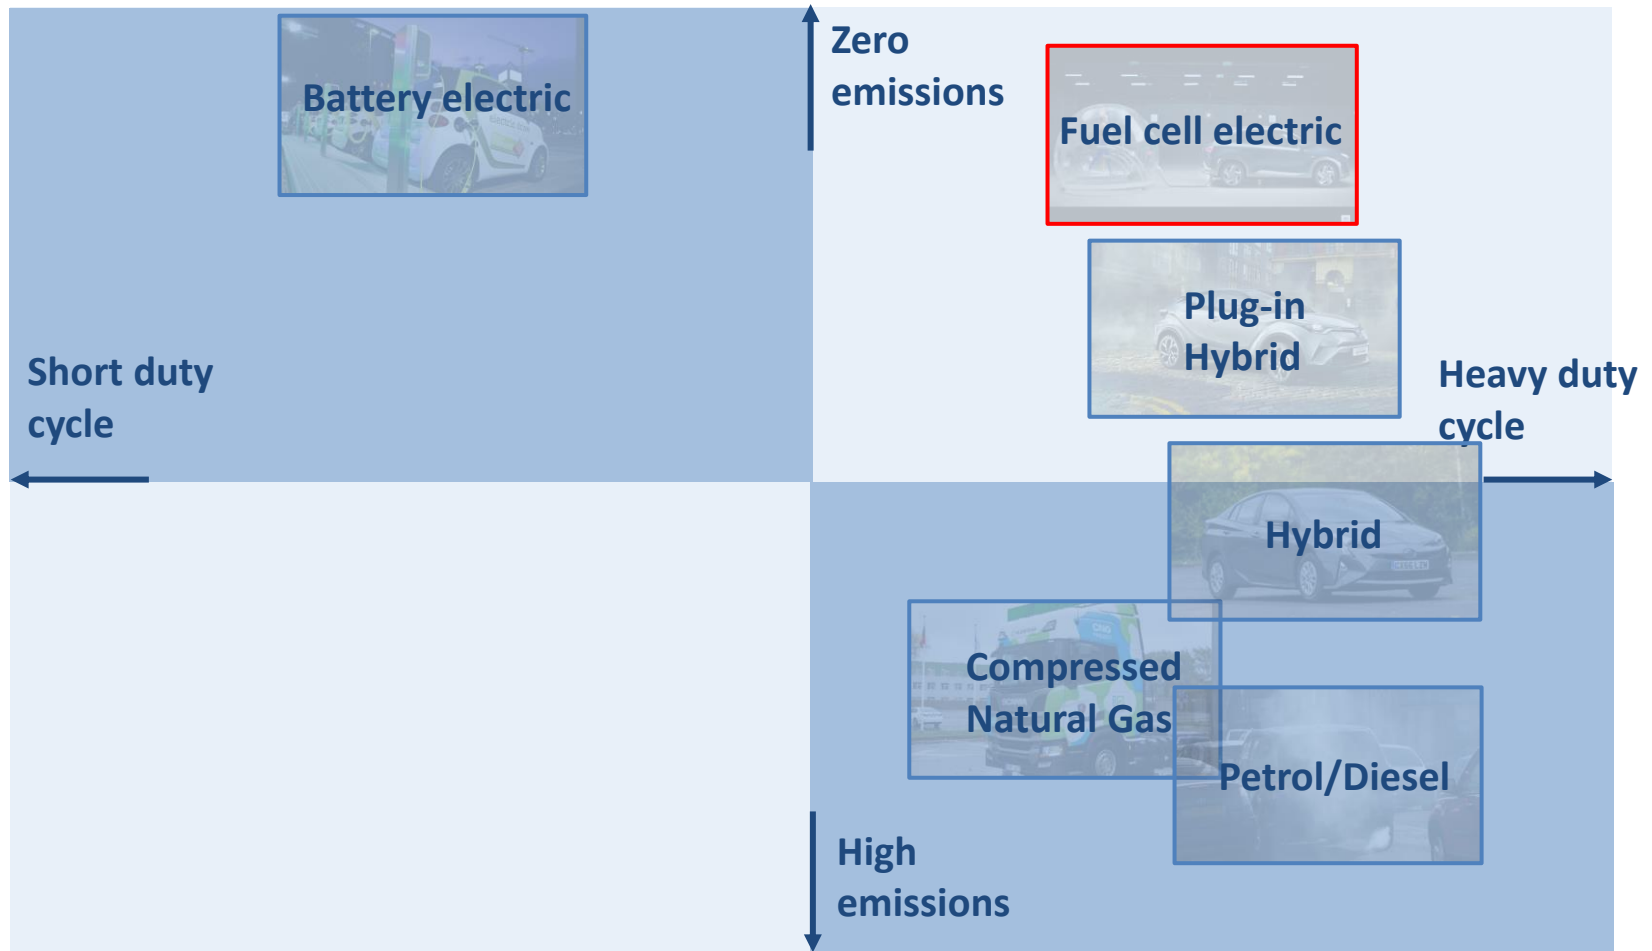 Zero
emissions
Battery electric
Fuel cell electric
Plug-in
Hybrid
Short duty
cycle
Heavy duty
cycle
Hybrid
Compressed
Natural Gas
Petrol/Diesel
High
emissions